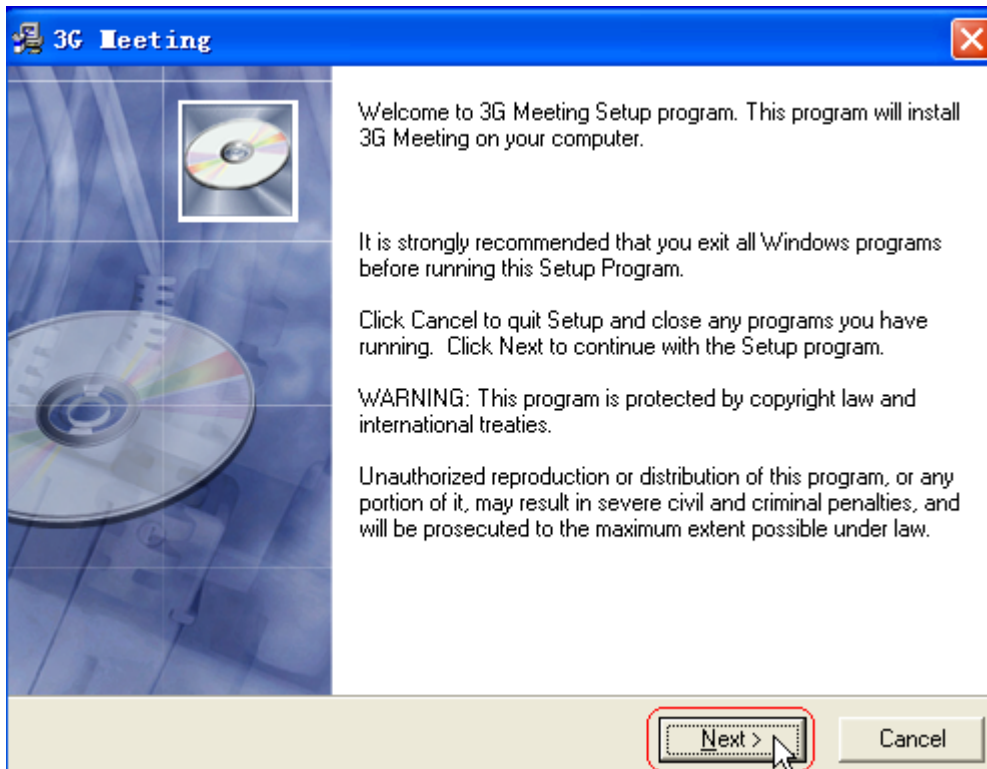 3G Meeting
Welcome to 3G Meeting Setup program. This program will install
3G Meeting on your computer.
It is strongly recommended that you exit all Windows programs
before running this Setup Program.
Click Cancel to quit Setup and close any programs you have
running.  Click Next to continue with the Setup program.
WARNING: This program is protected by copyright law and
international treaties.
Unauthorized reproduction or distribution of this program, or any
portion of it, may result in severe civil and criminal penalties, and
will be prosecuted to the maximum extent possible under law.
Next >
Cancel